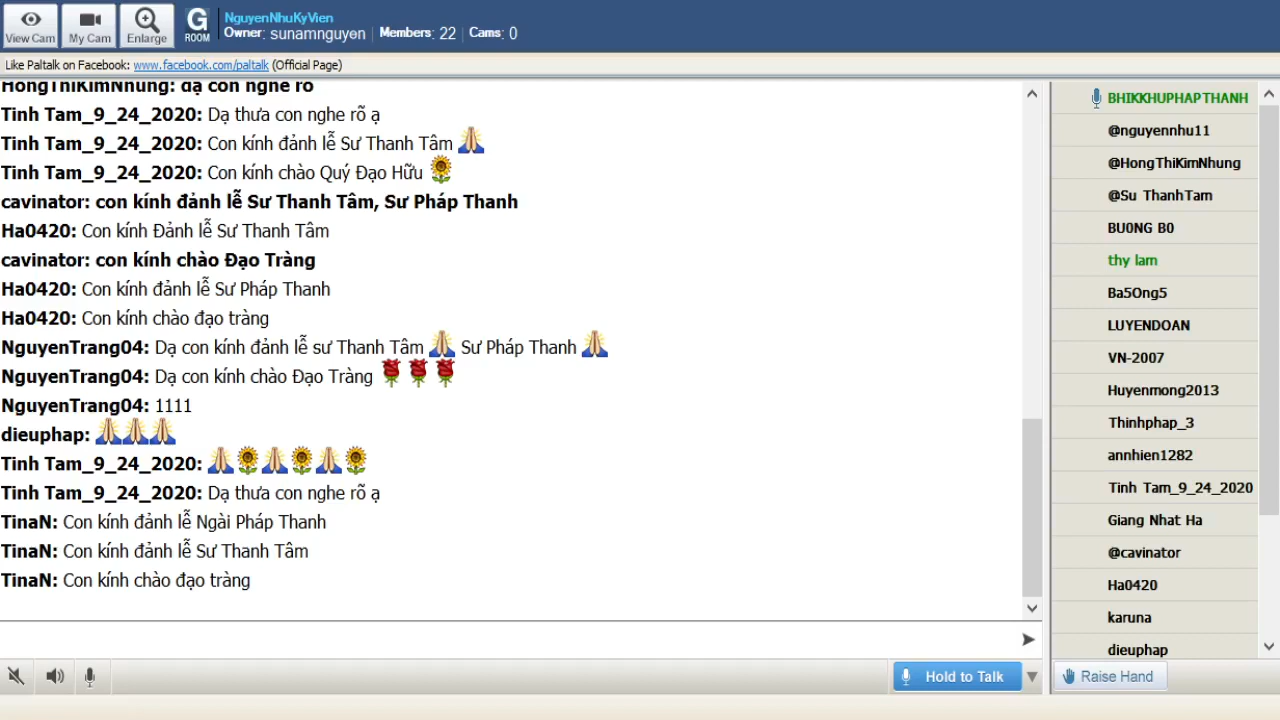 View Cam
My Cam
Enlarge
G
ROOM
NguyenNhuKyVien
Owner: sunamnguyen | Members: 22 | Cams: 0
Like Paltalk on Facebook: www.facebook.com/paltalk (Official Page)
HongThiKimNhung: dạ con nghe rõ
Tinh Tam_9_24_2020: Dạ thưa con nghe rõ ạ
Tinh Tam_9_24_2020: Con kính đảnh lễ Sư Thanh Tâm
Tinh Tam_9_24_2020: Con kính chào Quý Đạo Hữu
cavinator: con kính đảnh lễ Sư Thanh Tâm, Sư Pháp Thanh
Ha0420: Con kính Đảnh lễ Sư Thanh Tâm
cavinator: con kính chào Đạo Tràng
Ha0420: Con kính đảnh lễ Sư Pháp Thanh
Ha0420: Con kính chào đạo tràng
NguyenTrang04: Dạ con kính đảnh lễ sư Thanh Tâm Sư Pháp Thanh
NguyenTrang04: Dạ con kính chào Đạo Tràng
NguyenTrang04: 1111
dieuphap:
Tinh Tam_9_24_2020:
Tinh Tam_9_24_2020: Dạ thưa con nghe rõ ạ
TinaN: Con kính đảnh lễ Ngài Pháp Thanh
TinaN: Con kính đảnh lễ Sư Thanh Tâm
TinaN: Con kính chào đạo tràng
BHIKKHUPHAPTHANH
@nguyennhu11
@HongThiKimNhung
@Su ThanhTam
BU0NG B0
thy lam
Ba5Ong5
LUYENDOAN
VN-2007
Huyenmong2013
Thinhphap_3
annhien1282
Tinh Tam_9_24_2020
Giang Nhat Ha
@cavinator
Ha0420
karuna
dieuphap
Hold to Talk
Raise Hand